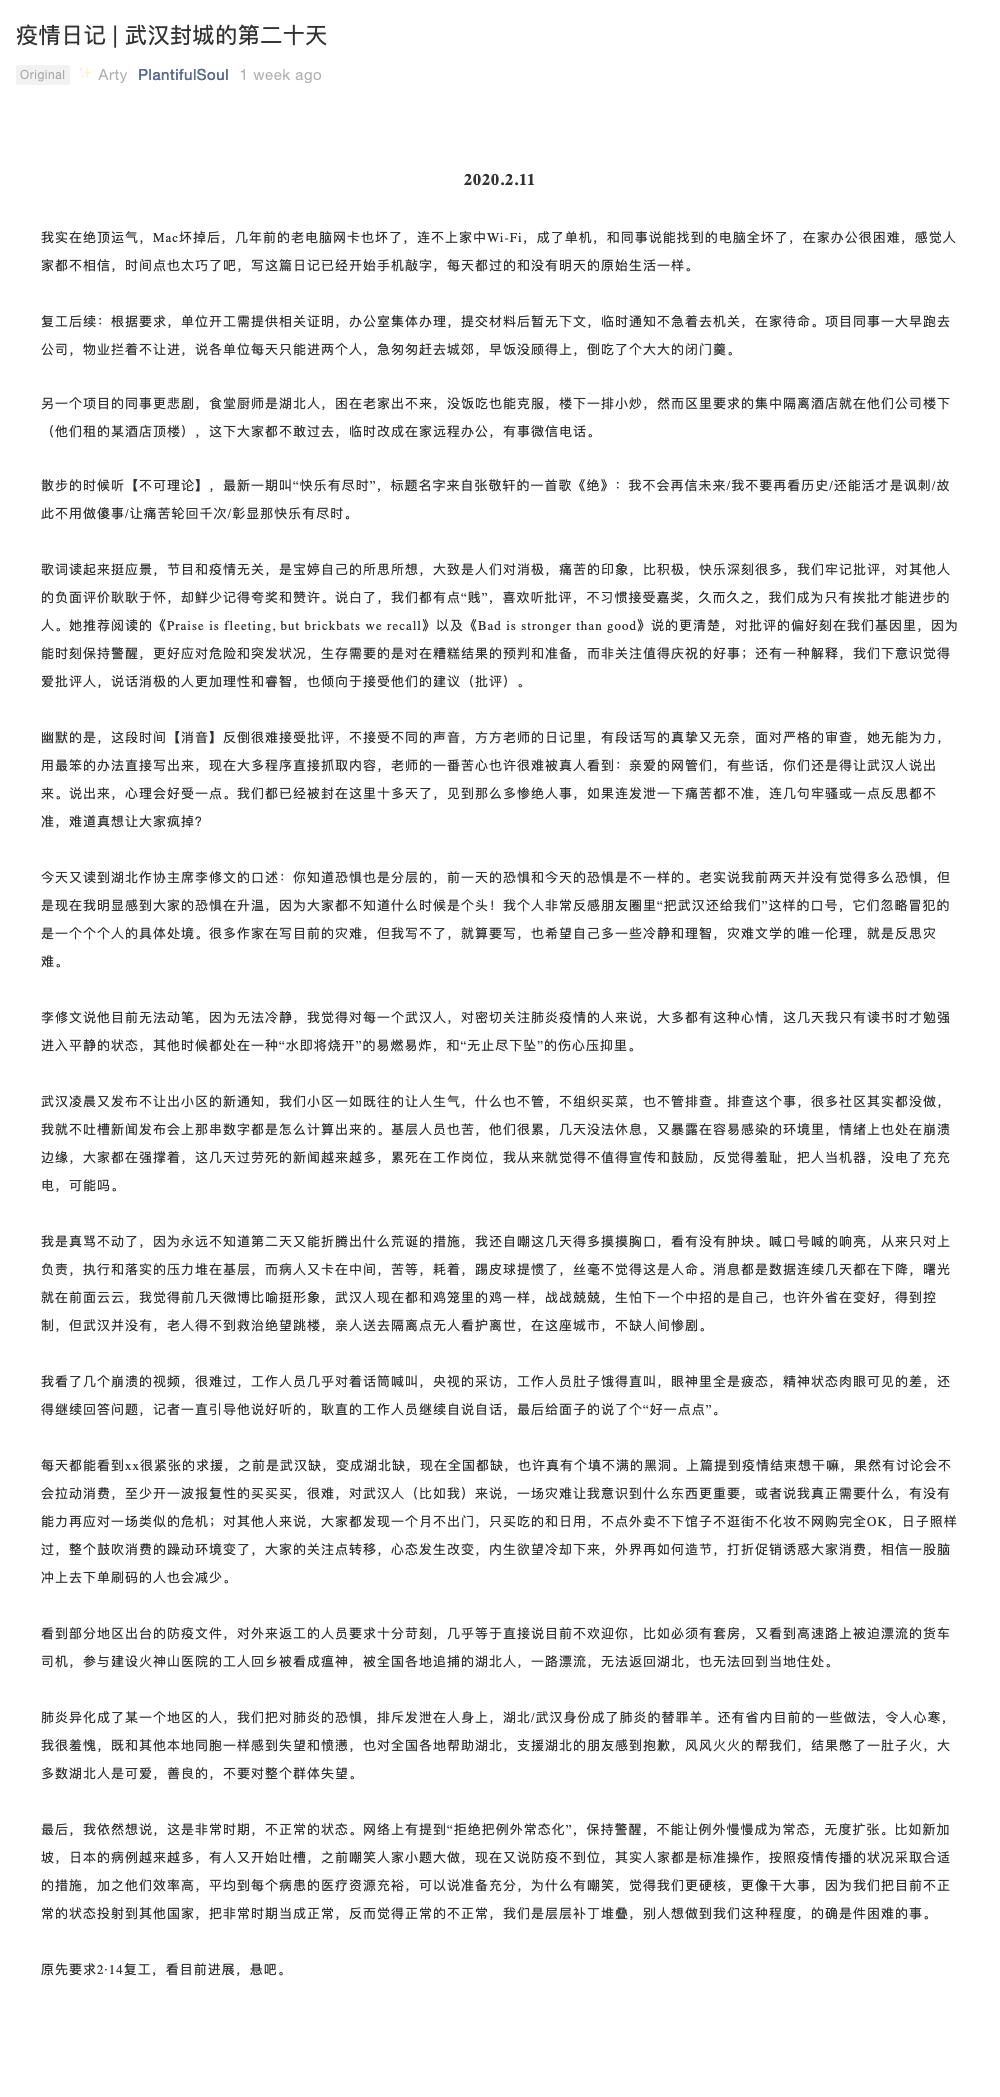 疫情日记 | 武汉封城的第二十天
Original ✨ Arty PlantifulSoul 1 week ago
2020.2.11
我实在绝顶运气，Mac坏掉后，几年前的老电脑网卡也坏了，连不上家中Wi-Fi，成了单机，和同事说能找到的电脑全坏了，在家办公很困难，感觉人
家都不相信，时间点也太巧了吧，写这篇日记已经开始手机敲字，每天都过的和没有明天的原始生活一样。
复工后续：根据要求，单位开工需提供相关证明，办公室集体办理，提交材料后暂无下文，临时通知不急着去机关，在家待命。项目同事一大早跑去
公司，物业拦着不让进，说各单位每天只能进两个人，急匆匆赶去城郊，早饭没顾得上，倒吃了个大大的闭门羹。
另一个项目的同事更悲剧，食堂厨师是湖北人，困在老家出不来，没饭吃也能克服，楼下一排小炒，然而区里要求的集中隔离酒店就在他们公司楼下
（他们租的某酒店顶楼），这下大家都不敢过去，临时改成在家远程办公，有事微信电话。
散步的时候听【不可理论】，最新一期叫“快乐有尽时”，标题名字来自张敬轩的一首歌《绝》：我不会再信未来/我不要再看历史/还能活才是讽刺/故
此不用做傻事/让痛苦轮回千次/彰显那快乐有尽时。
歌词读起来挺应景，节目和疫情无关，是宝婷自己的所思所想，大致是人们对消极，痛苦的印象，比积极，快乐深刻很多，我们牢记批评，对其他人
的负面评价耿耿于怀，却鲜少记得夸奖和赞许。说白了，我们都有点“贱”，喜欢听批评，不习惯接受嘉奖，久而久之，我们成为只有挨批才能进步的
人。她推荐阅读的《Praise is fleeting, but brickbats we recall》以及《Bad is stronger than good》说的更清楚，对批评的偏好刻在我们基因里，因为
能时刻保持警醒，更好应对危险和突发状况，生存需要的是对在糟糕结果的预判和准备，而非关注值得庆祝的好事；还有一种解释，我们下意识觉得
爱批评人，说话消极的人更加理性和睿智，也倾向于接受他们的建议（批评）。
幽默的是，这段时间【消音】反倒很难接受批评，不接受不同的声音，方方老师的日记里，有段话写的真挚又无奈，面对严格的审查，她无能为力，
用最笨的办法直接写出来，现在大多程序直接抓取内容，老师的一番苦心也许很难被真人看到：亲爱的网管们，有些话，你们还是得让武汉人说出
来。说出来，心理会好受一点。我们都已经被封在这里十多天了，见到那么多惨绝人事，如果连发泄一下痛苦都不准，连几句牢骚或一点反思都不
准，难道真想让大家疯掉?
今天又读到湖北作协主席李修文的口述：你知道恐惧也是分层的，前一天的恐惧和今天的恐惧是不一样的。老实说我前两天并没有觉得多么恐惧，但
是现在我明显感到大家的恐惧在升温，因为大家都不知道什么时候是个头！我个人非常反感朋友圈里“把武汉还给我们”这样的口号，它们忽略冒犯的
是一个个个人的具体处境。很多作家在写目前的灾难，但我写不了，就算要写，也希望自己多一些冷静和理智，灾难文学的唯一伦理，就是反思灾
难。
李修文说他目前无法动笔，因为无法冷静，我觉得对每一个武汉人，对密切关注肺炎疫情的人来说，大多都有这种心情，这几天我只有读书时才勉强
进入平静的状态，其他时候都处在一种“水即将烧开”的易燃易炸，和“无止尽下坠”的伤心压抑里。
武汉凌晨又发布不让出小区的新通知，我们小区一如既往的让人生气，什么也不管，不组织买菜，也不管排查。排查这个事，很多社区其实都没做，
我就不吐槽新闻发布会上那串数字都是怎么计算出来的。基层人员也苦，他们很累，几天没法休息，又暴露在容易感染的环境里，情绪上也处在崩溃
边缘，大家都在强撑着，这几天过劳死的新闻越来越多，累死在工作岗位，我从来就觉得不值得宣传和鼓励，反觉得羞耻，把人当机器，没电了充充
电，可能吗。
我是真骂不动了，因为永远不知道第二天又能折腾出什么荒诞的措施，我还自嘲这几天得多摸摸胸口，看有没有肿块。喊口号喊的响亮，从来只对上
负责，执行和落实的压力堆在基层，而病人又卡在中间，苦等，耗着，踢皮球提惯了，丝毫不觉得这是人命。消息都是数据连续几天都在下降，曙光
就在前面云云，我觉得前几天微博比喻挺形象，武汉人现在都和鸡笼里的鸡一样，战战兢兢，生怕下一个中招的是自己，也许外省在变好，得到控
制，但武汉并没有，老人得不到救治绝望跳楼，亲人送去隔离点无人看护离世，在这座城市，不缺人间惨剧。
我看了几个崩溃的视频，很难过，工作人员几乎对着话筒喊叫，央视的采访，工作人员肚子饿得直叫，眼神里全是疲态，精神状态肉眼可见的差，还
得继续回答问题，记者一直引导他说好听的，耿直的工作人员继续自说自话，最后给面子的说了个“好一点点”。
每天都能看到xx很紧张的求援，之前是武汉缺，变成湖北缺，现在全国都缺，也许真有个填不满的黑洞。上篇提到疫情结束想干嘛，果然有讨论会不
会拉动消费，至少开一波报复性的买买买，很难，对武汉人（比如我）来说，一场灾难让我意识到什么东西更重要，或者说我真正需要什么，有没有
能力再应对一场类似的危机；对其他人来说，大家都发现一个月不出门，只买吃的和日用，不点外卖不下馆子不逛街不化妆不网购完全OK，日子照样
过，整个鼓吹消费的躁动环境变了，大家的关注点转移，心态发生改变，内生欲望冷却下来，外界再如何造节，打折促销诱惑大家消费，相信一股脑
冲上去下单刷码的人也会减少。
看到部分地区出台的防疫文件，对外来返工的人员要求十分苛刻，几乎等于直接说目前不欢迎你，比如必须有套房，又看到高速路上被迫漂流的货车
司机，参与建设火神山医院的工人回乡被看成瘟神，被全国各地追捕的湖北人，一路漂流，无法返回湖北，也无法回到当地住处。
肺炎异化成了某一个地区的人，我们把对肺炎的恐惧，排斥发泄在人身上，湖北/武汉身份成了肺炎的替罪羊。还有省内目前的一些做法，令人心寒，
我很羞愧，既和其他本地同胞一样感到失望和愤懑，也对全国各地帮助湖北，支援湖北的朋友感到抱歉，风风火火的帮我们，结果憋了一肚子火，大
多数湖北人是可爱，善良的，不要对整个群体失望。
最后，我依然想说，这是非常时期，不正常的状态。网络上有提到“拒绝把例外常态化”，保持警醒，不能让例外慢慢成为常态，无度扩张。比如新加
坡，日本的病例越来越多，有人又开始吐槽，之前嘲笑人家小题大做，现在又说防疫不到位，其实人家都是标准操作，按照疫情传播的状况采取合适
的措施，加之他们效率高，平均到每个病患的医疗资源充裕，可以说准备充分，为什么有嘲笑，觉得我们更硬核，更像干大事，因为我们把目前不正
常的状态投射到其他国家，把非常时期当成正常，反而觉得正常的不正常，我们是层层补丁堆叠，别人想做到我们这种程度，的确是件困难的事。
原先要求2·14复工，看目前进展，悬吧。